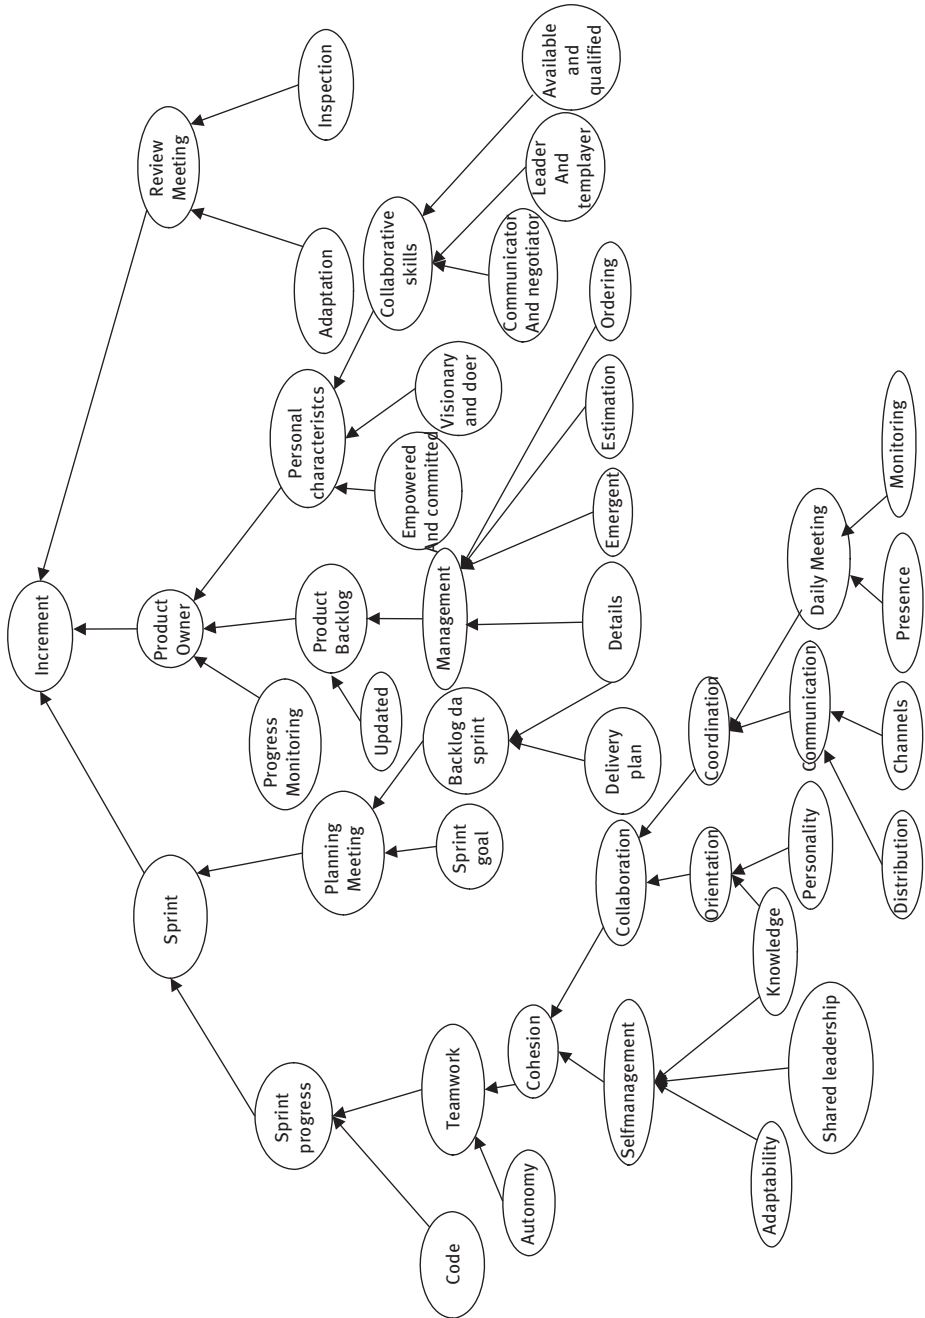 Increment
Review
Meeting
Inspection
Adaptation
Product
Owner
Sprint
Personal
characteristcs
Collaborative
skills
Available
and
qualified
Leader
And
templayer
Communicator
And negotiator
Visionary
and doer
Empowered
And committed
Product
Backlog
Progress
Monitoring
Updated
Management
Ordering
Estimation
Emergent
Details
Planning
Meeting
Backlog da
sprint
Sprint
goal
Delivery
plan
Sprint
progress
Teamwork
Code
Autonomy
Cohesion
Collaboration
Selfmanagement
Coordination
Orientation
Daily Meeting
Communication
Monitoring
Presence
Channels
Distribution
Personality
Knowledge
Shared leadership
Adaptability